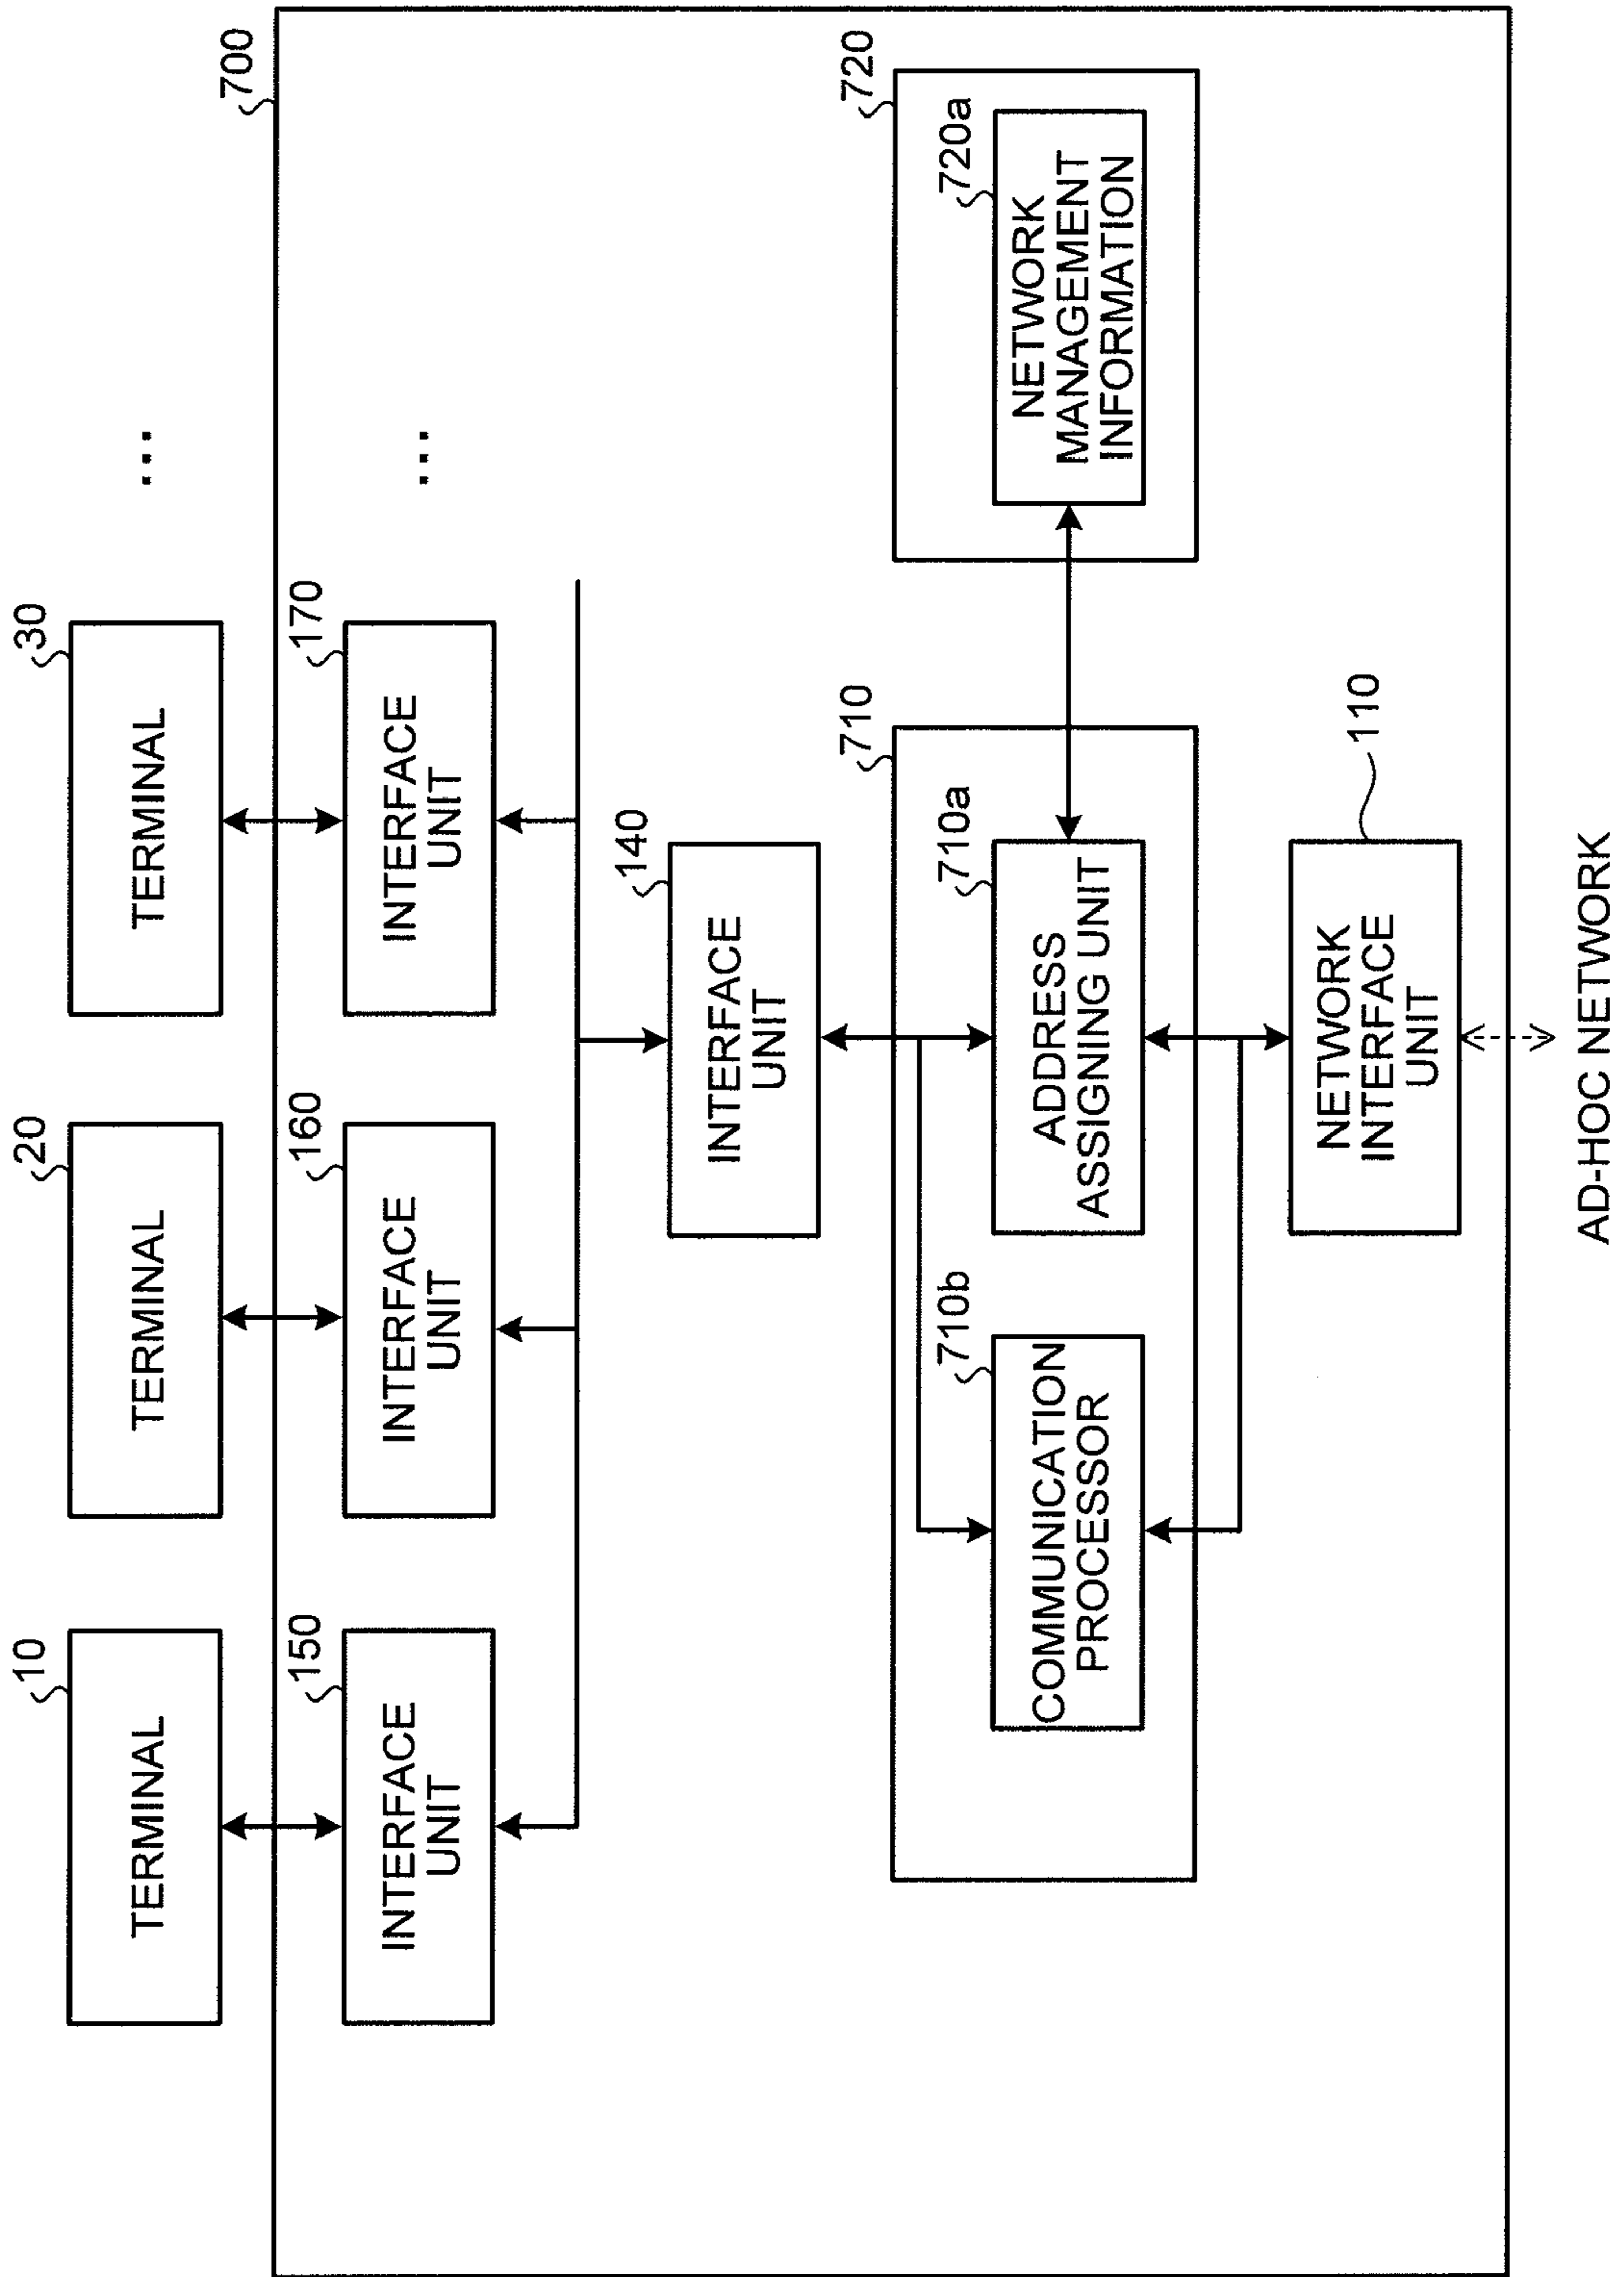 10
TERMINAL
20
TERMINAL
30
TERMINAL
...
700
150
INTERFACE
UNIT
160
INTERFACE
UNIT
170
INTERFACE
UNIT
...
140
INTERFACE
UNIT
710
720
710b
COMMUNICATION
PROCESSOR
710a
ADDRESS
ASSIGNING UNIT
720a
NETWORK
MANAGEMENT
INFORMATION
NETWORK
INTERFACE
UNIT
110
AD-HOC NETWORK